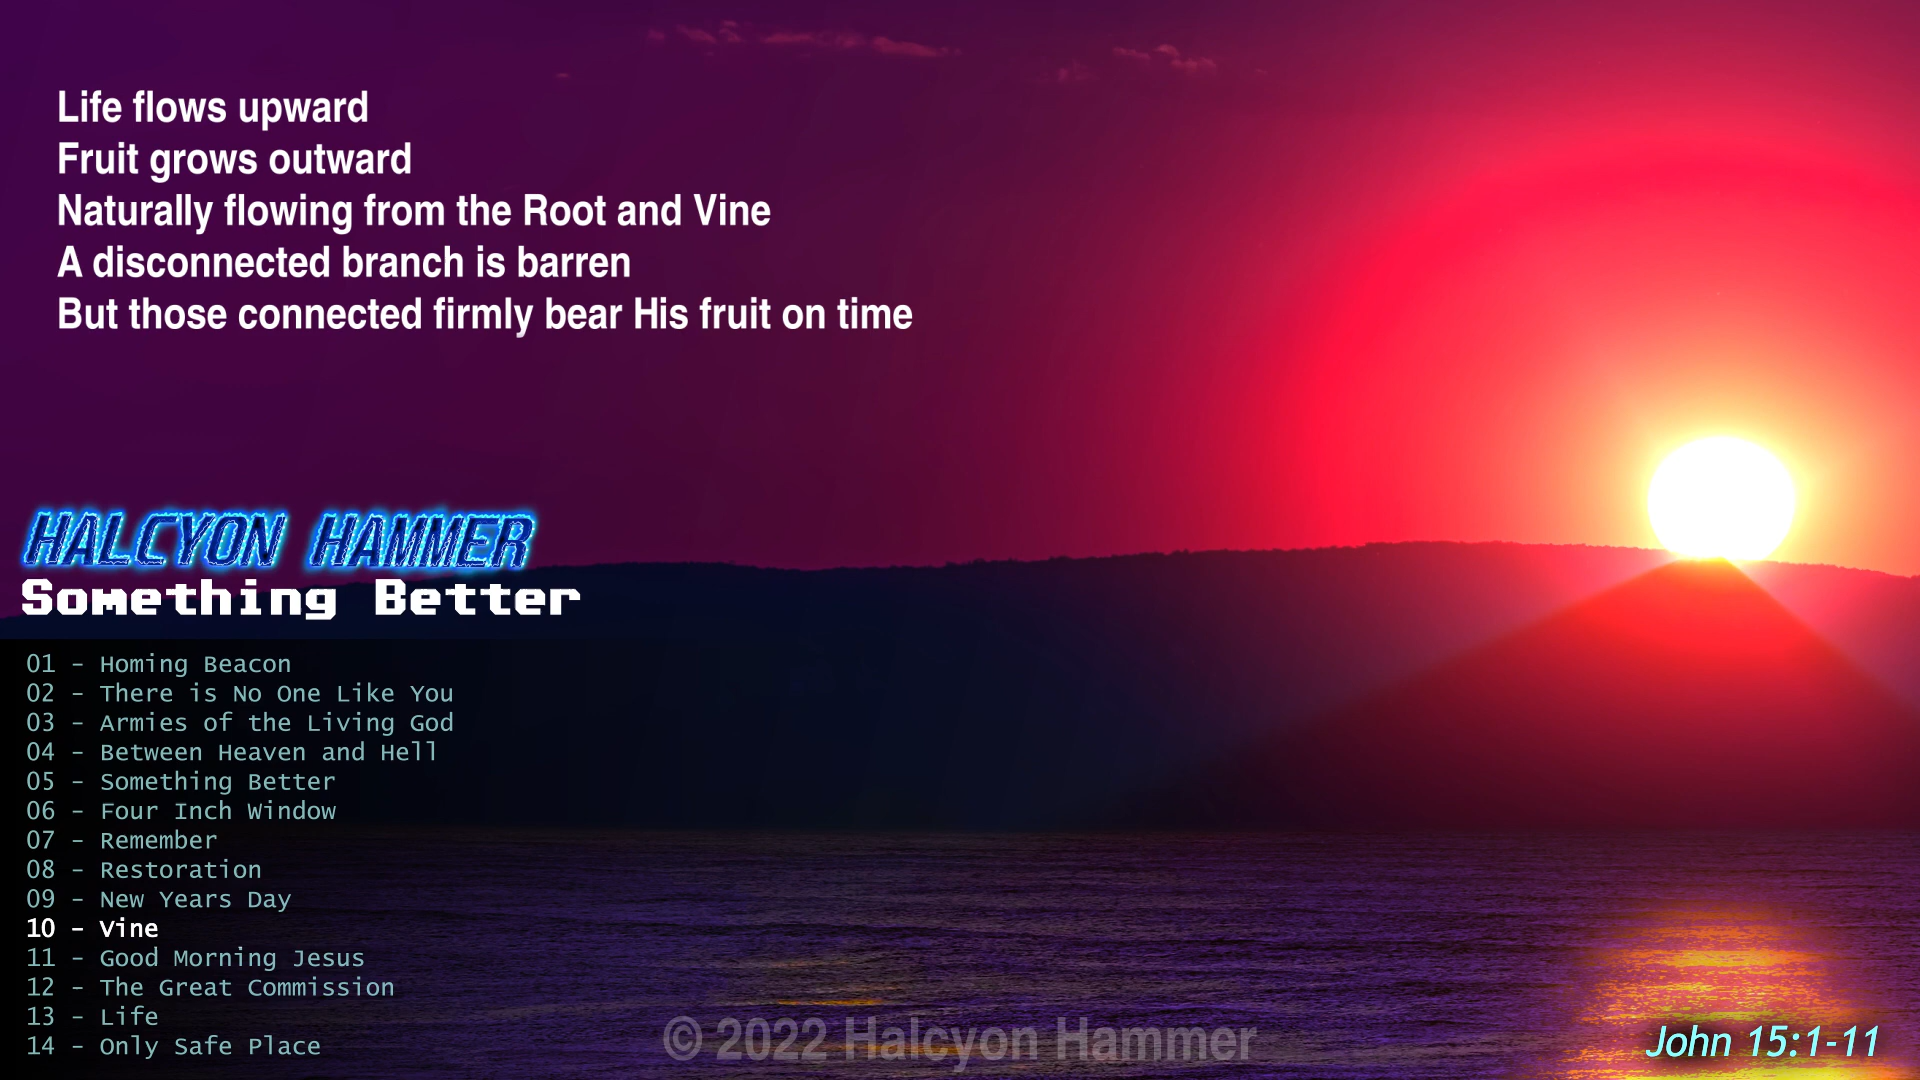 Life flows upward
Fruit grows outward
Naturally flowing from the Root and Vine
A disconnected branch is barren
But those connected firmly bear His fruit on time
HALCYON HAMMER
Something Better
01 – Homing Beacon
02 – There is No One Like You
03 – Armies of the Living God
04 – Between Heaven and Hell
05 – Something Better
06 – Four Inch Window
07 – Remember
08 – Restoration
09 – New Years Day
10 – Vine
11 – Good Morning Jesus
12 – The Great Commission
13 – Life
14 – Only Safe Place
© 2022 Halcyon Hammer
John 15:1-11